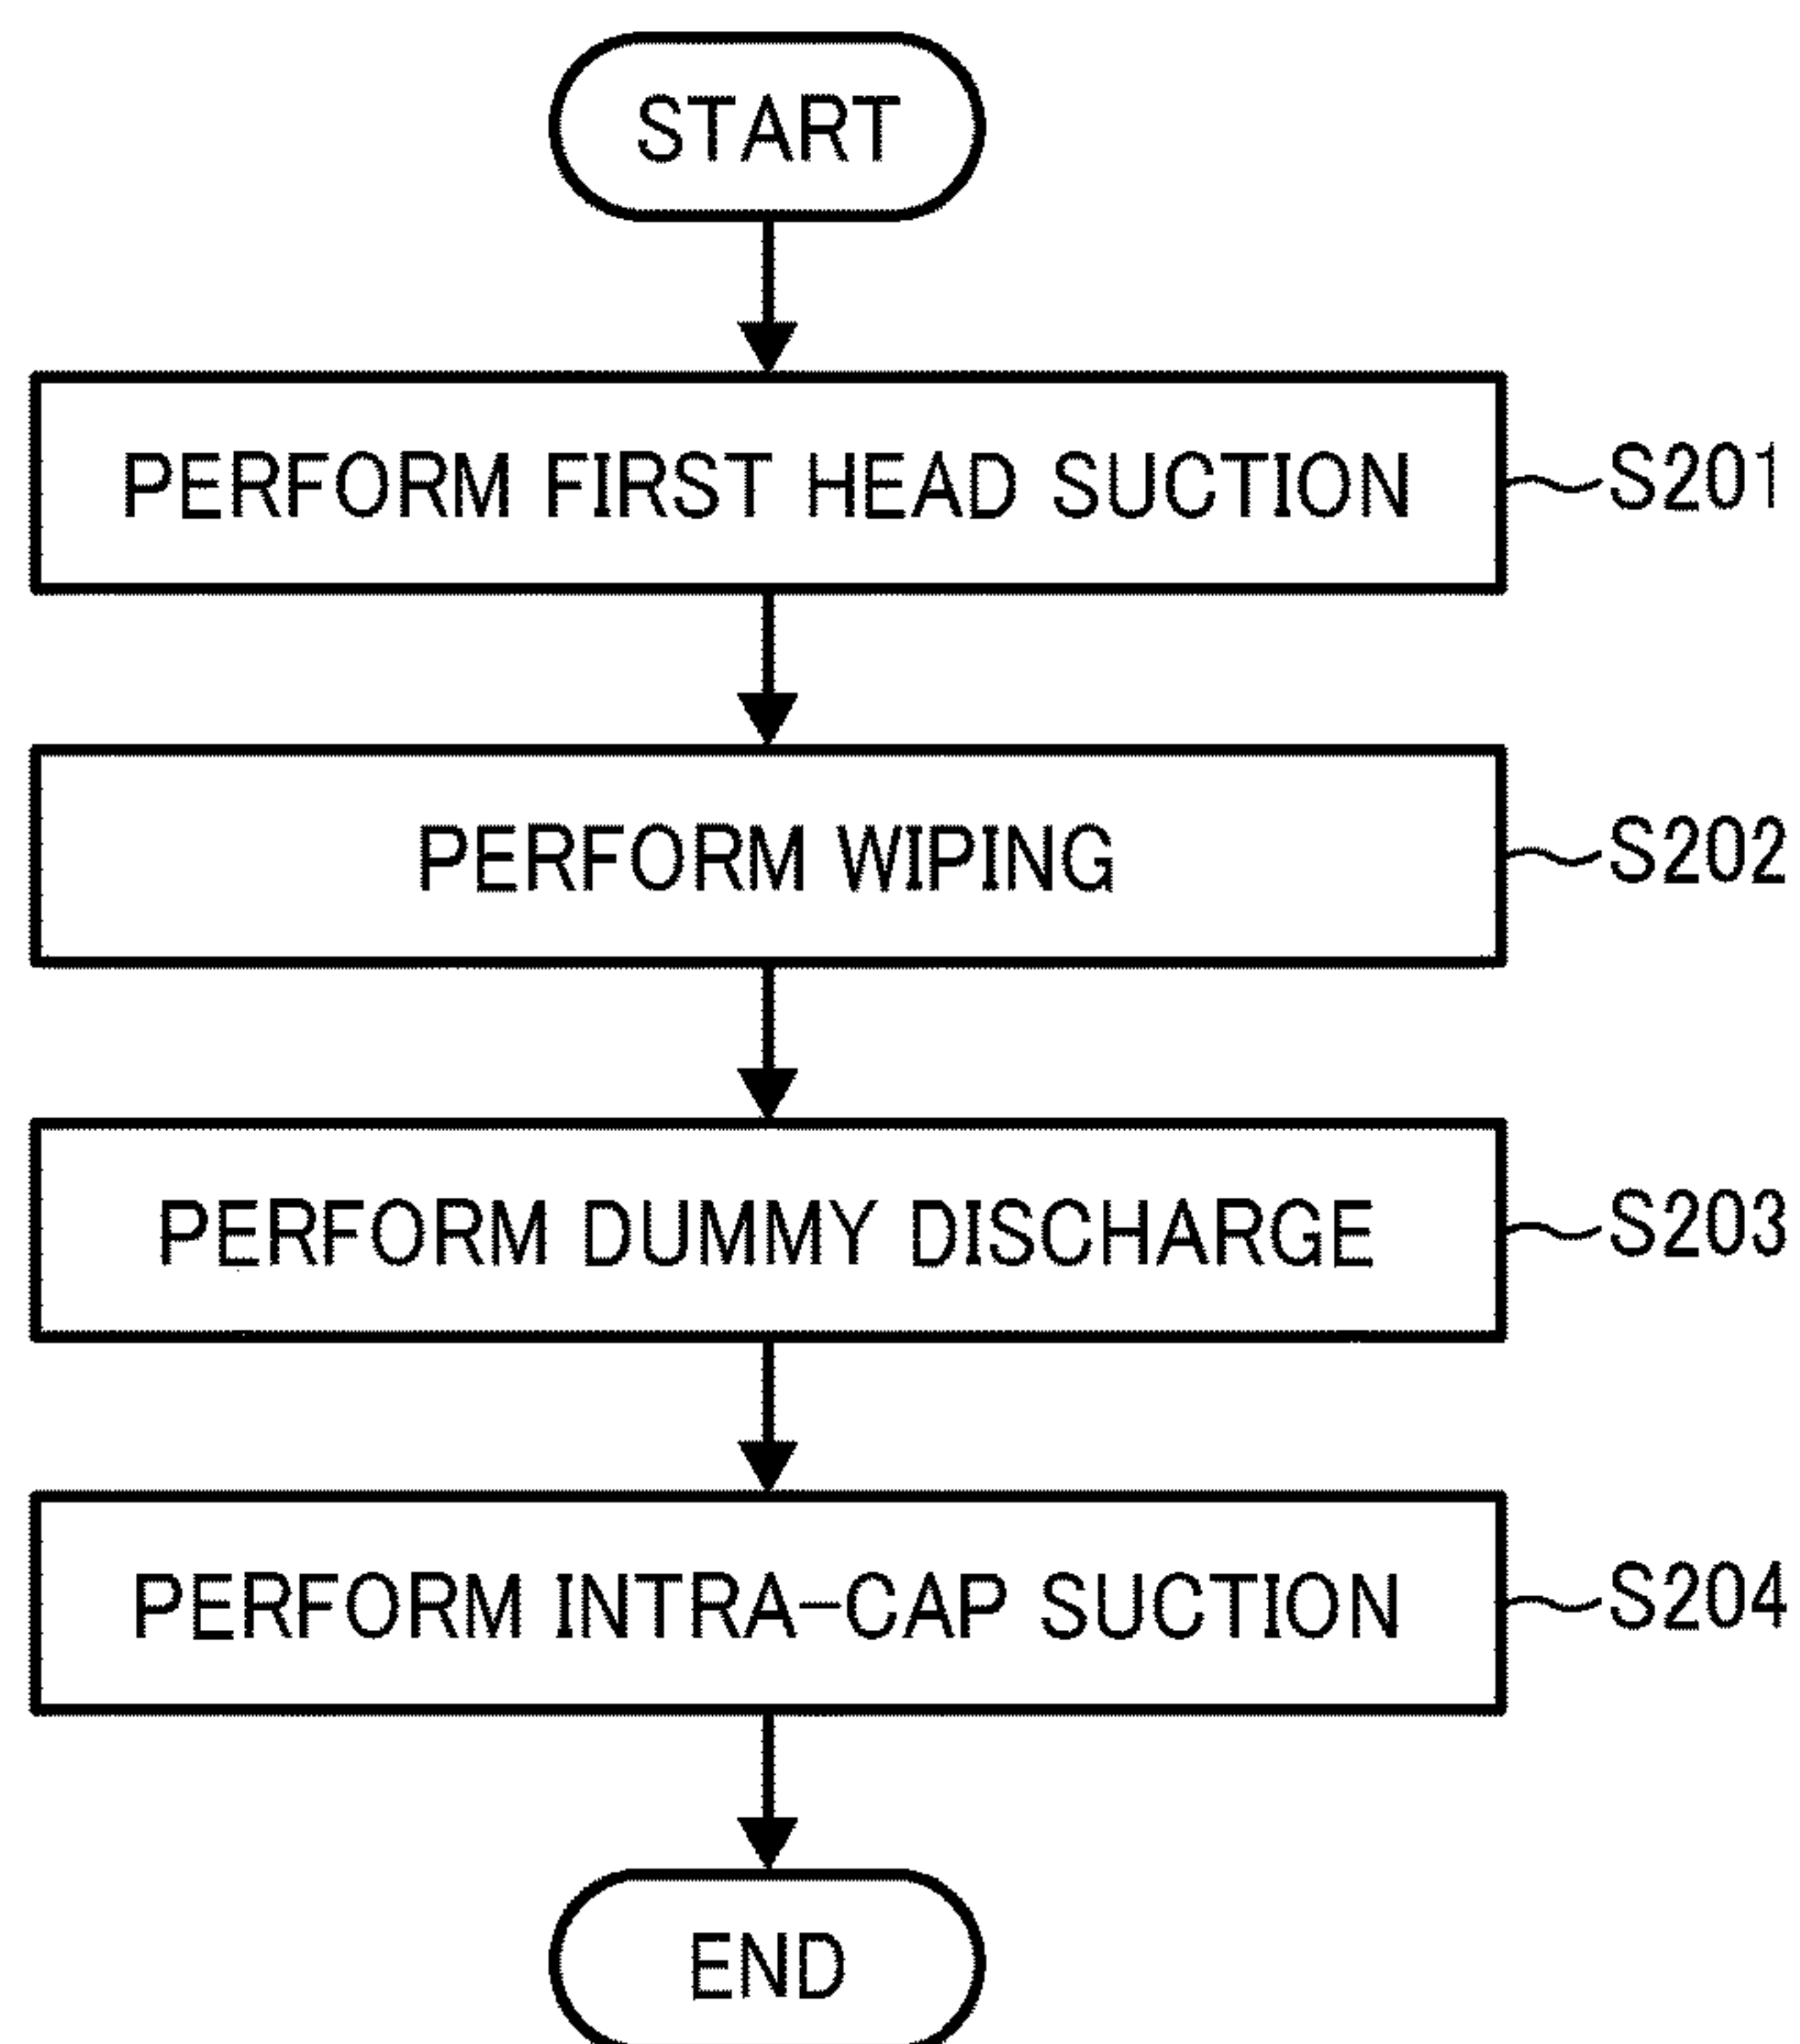 START
PERFORM FIRST HEAD SUCTION S201
PERFORM WIPING S202
PERFORM DUMMY DISCHARGE S203
PERFORM INTRA-CAP SUCTION S204
END